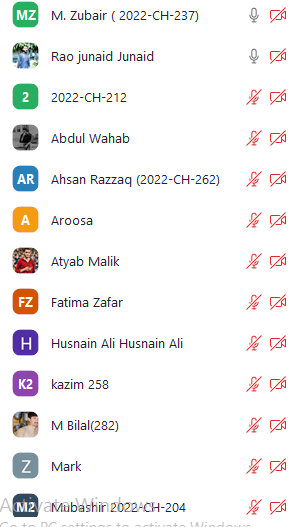 MZ M. Zubair ( 2022-CH-237)
Rao junaid Junaid
2 2022-CH-212
Abdul Wahab
AR Ahsan Razzaq (2022-CH-262)
A Aroosa
Atyab Malik
FZ Fatima Zafar
H Husnain Ali Husnain Ali
K2 kazim 258
M Bilal(282)
Z Mark
M2 Mubashir 2022-CH-204
Activate Windows
Go to PC settings to activate Windows